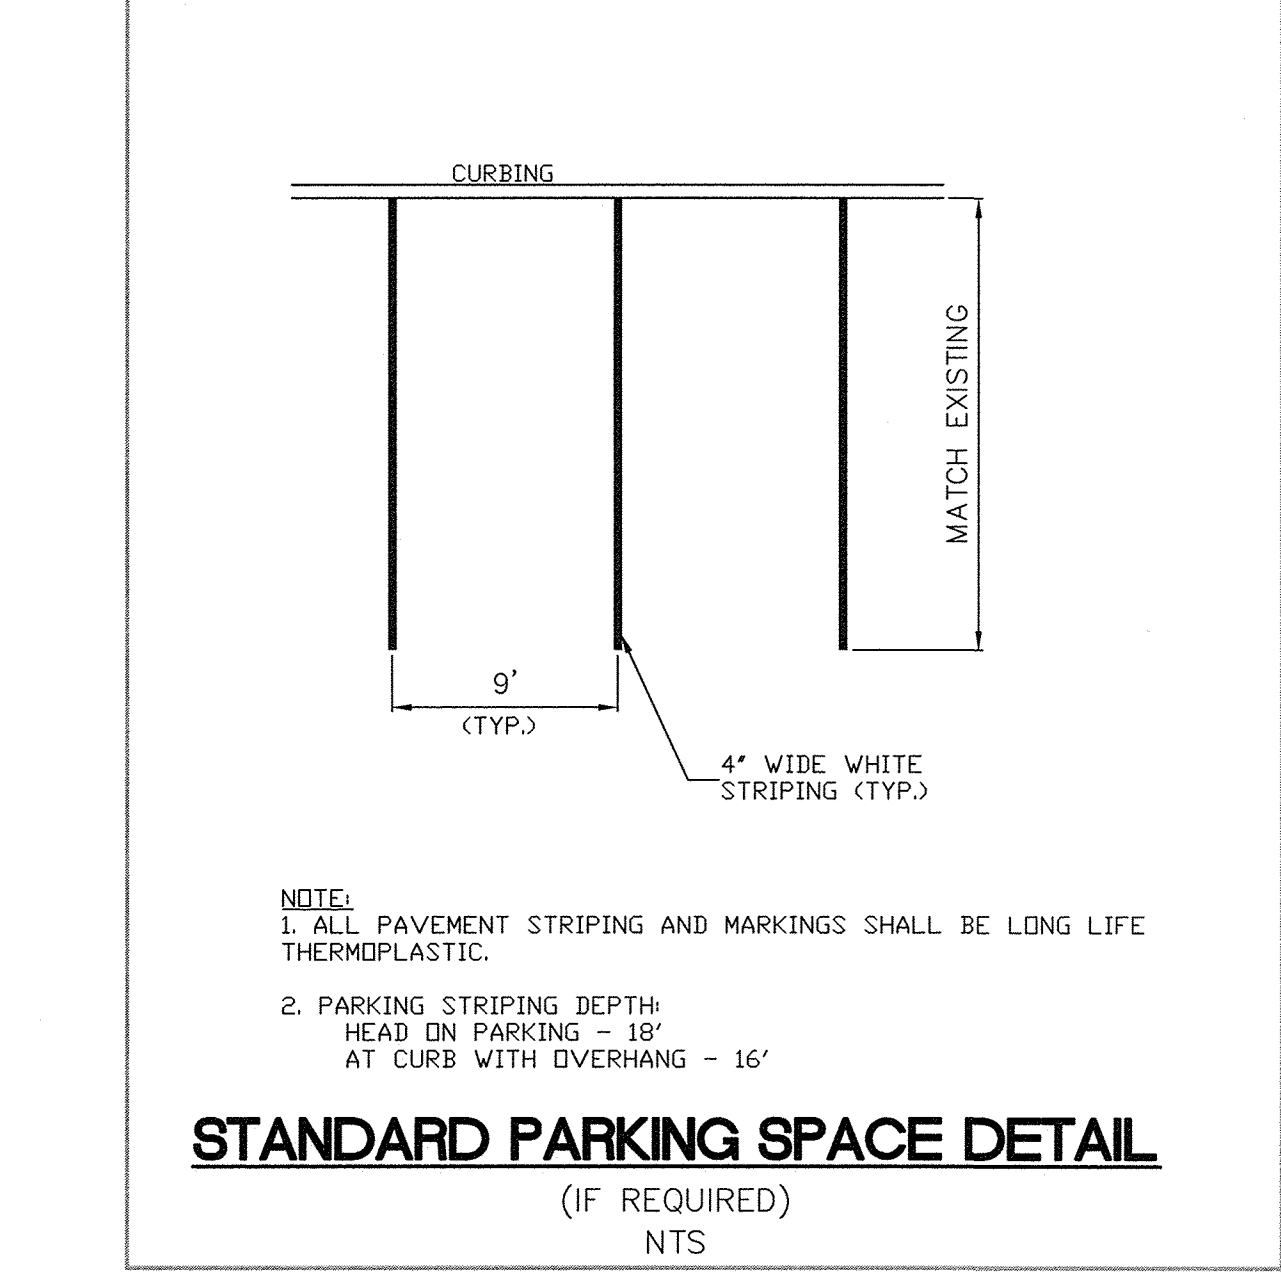 CURBING
MATCH EXISTING
9'
(TYP.)
4" WIDE WHITE
STRIPING (TYP.)
NOTE:
1. ALL PAVEMENT STRIPING AND MARKINGS SHALL BE LONG LIFE
THERMOPLASTIC.
2. PARKING STRIPING DEPTH:
HEAD ON PARKING - 18'
AT CURB WITH OVERHANG - 16'
STANDARD PARKING SPACE DETAIL
(IF REQUIRED)
NTS